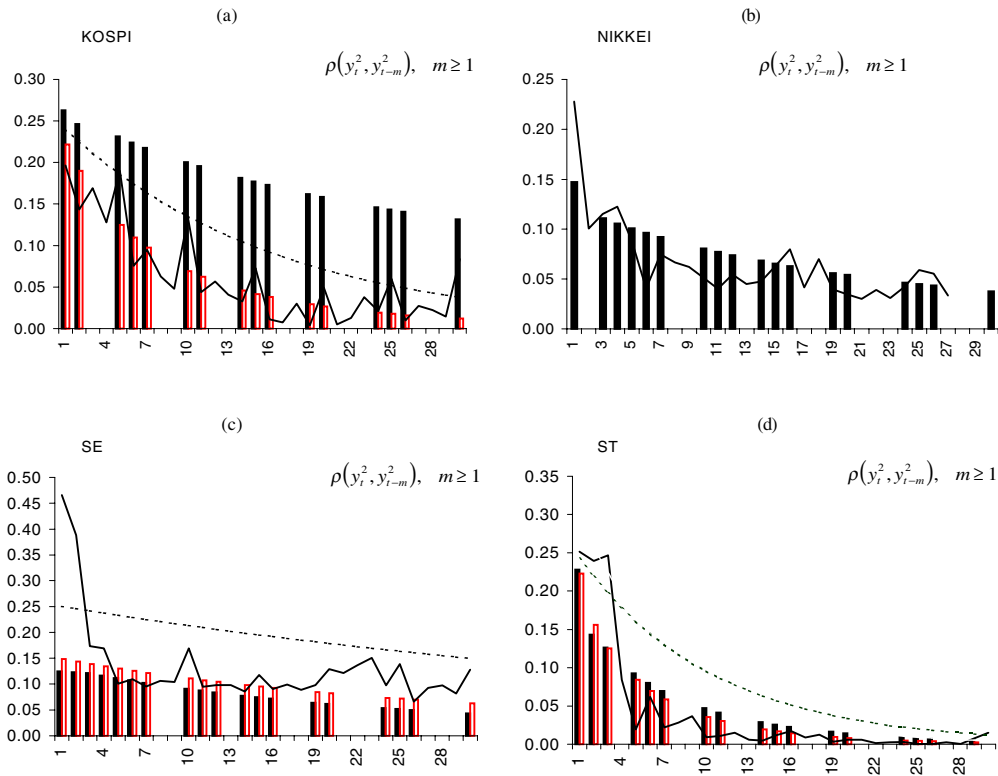 (a)
KOSPI
ρ(y_t^2, y_{t−m}^2), m ≥ 1
0.30
0.25
0.20
0.15
0.10
0.05
0.00
1 4 7 10 13 16 19 22 25 28
(b)
NIKKEI
ρ(y_t^2, y_{t−m}^2), m ≥ 1
0.25
0.20
0.15
0.10
0.05
0.00
1 3 5 7 9 11 13 15 17 19 21 23 25 27 29
(c)
SE
ρ(y_t^2, y_{t−m}^2), m ≥ 1
0.50
0.45
0.40
0.35
0.30
0.25
0.20
0.15
0.10
0.05
0.00
1 4 7 10 13 16 19 22 25 28
(d)
ST
ρ(y_t^2, y_{t−m}^2), m ≥ 1
0.35
0.30
0.25
0.20
0.15
0.10
0.05
0.00
1 4 7 10 13 16 19 22 25 28